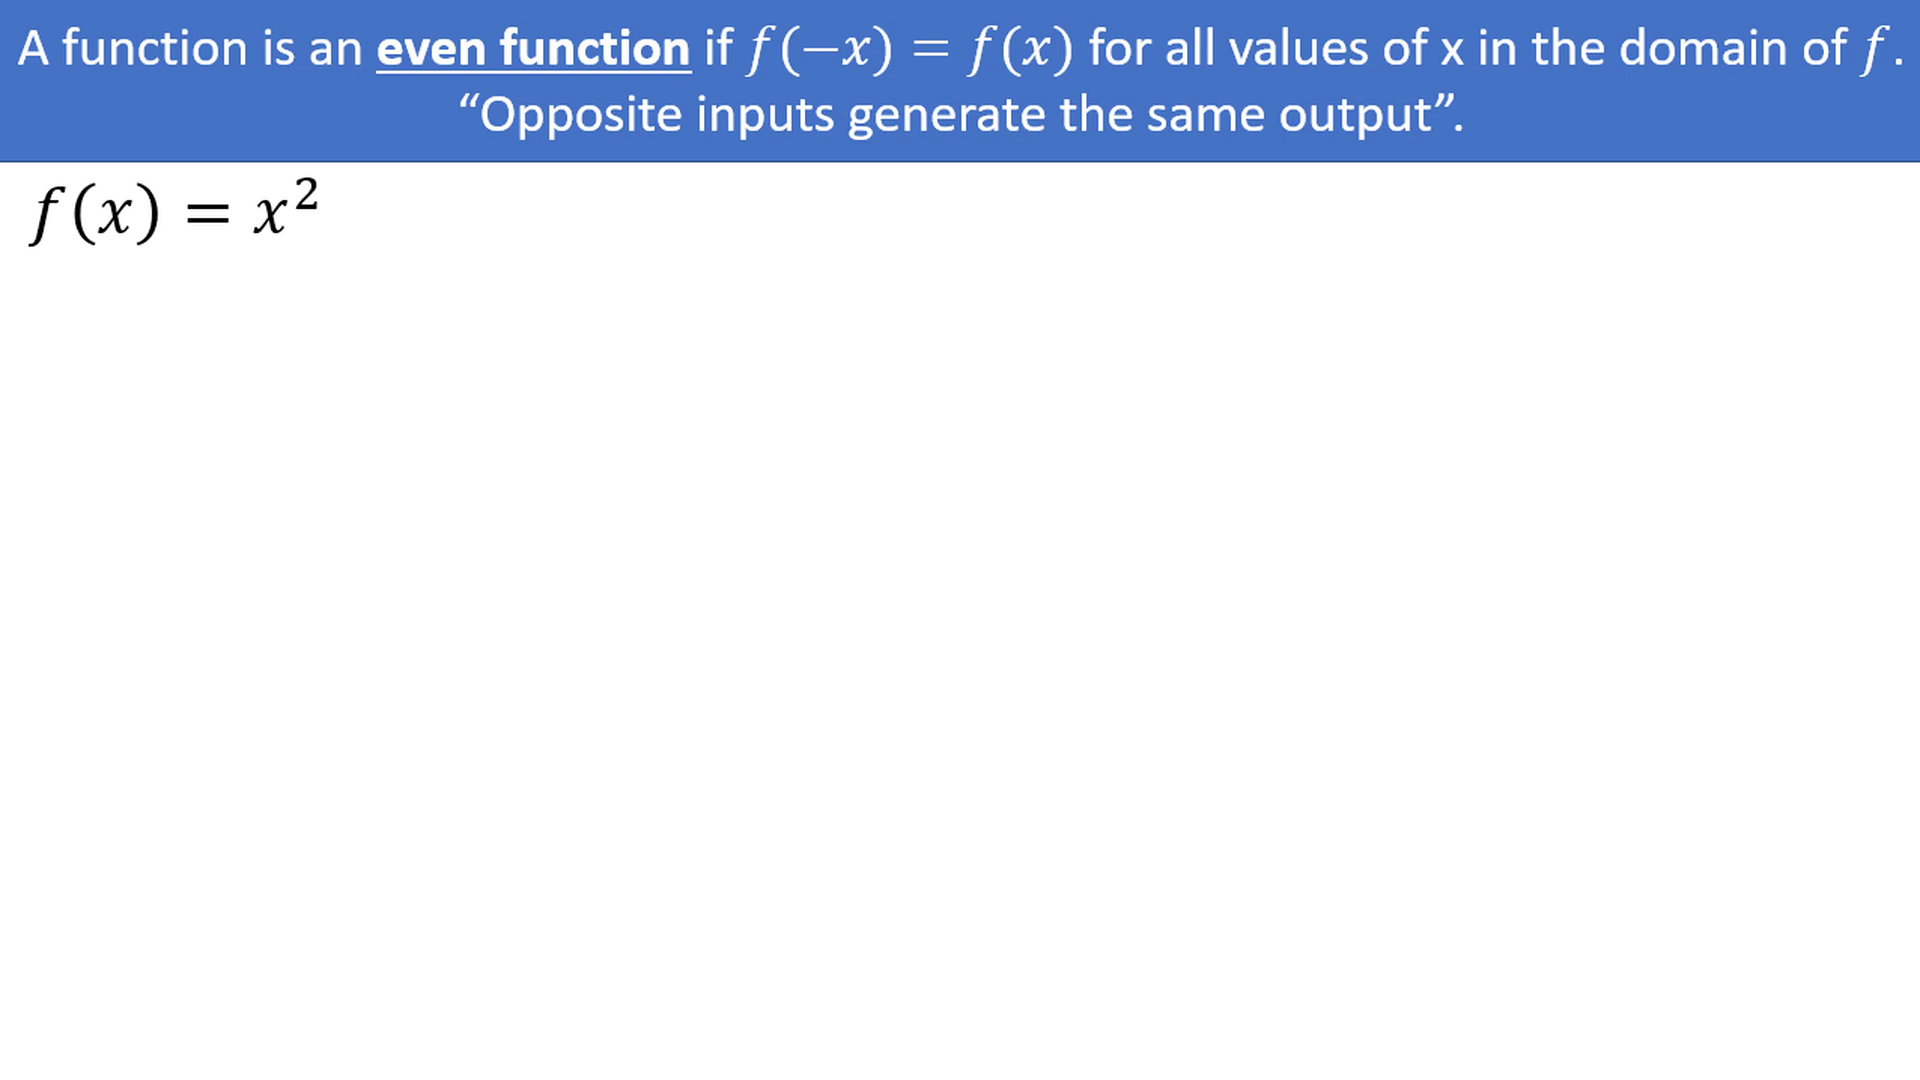 A function is an even function if f(−x) = f(x) for all values of x in the domain of f.
“Opposite inputs generate the same output”.
f(x) = x²